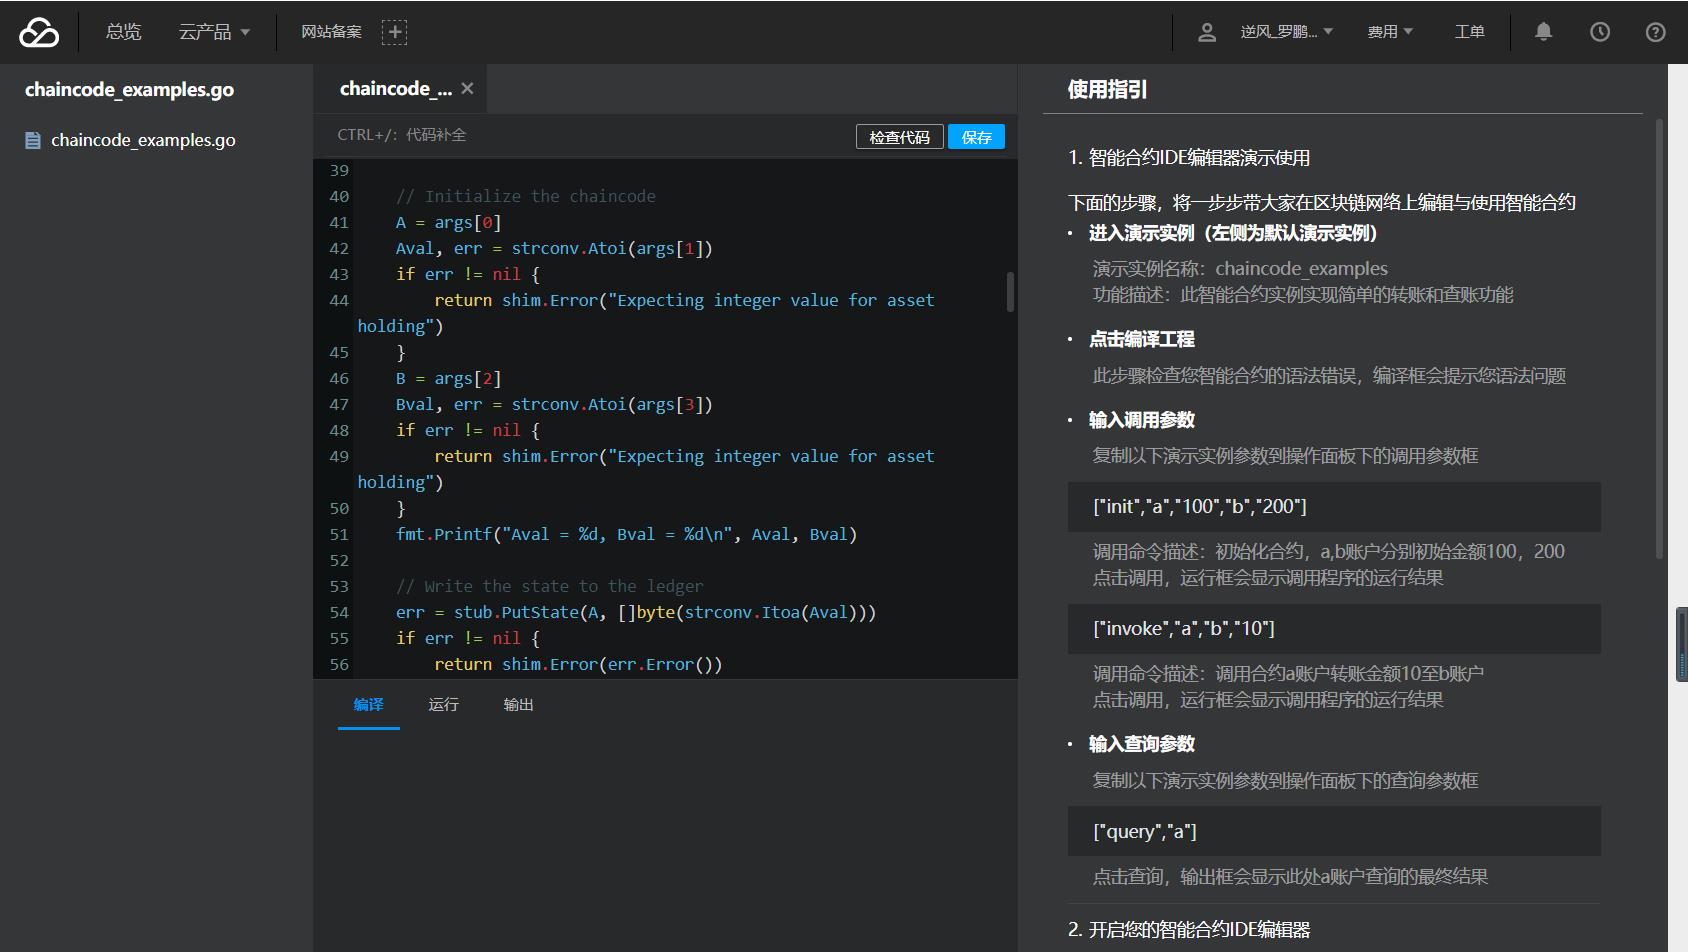 总览
云产品
网站备案
逆风_罗鹏...
费用
工单
chaincode_examples.go
chaincode_examples.go
chaincode_...
CTRL+/：代码补全
检查代码
保存
39
40 // Initialize the chaincode
41 A = args[0]
42 Aval, err = strconv.Atoi(args[1])
43 if err != nil {
44 return shim.Error("Expecting integer value for asset
holding")
45 }
46 B = args[2]
47 Bval, err = strconv.Atoi(args[3])
48 if err != nil {
49 return shim.Error("Expecting integer value for asset
holding")
50 }
51 fmt.Printf("Aval = %d, Bval = %d\n", Aval, Bval)
52
53 // Write the state to the ledger
54 err = stub.PutState(A, []byte(strconv.Itoa(Aval)))
55 if err != nil {
56 return shim.Error(err.Error())
编译
运行
输出
使用指引
1. 智能合约IDE编辑器演示使用
下面的步骤，将一步步带大家在区块链网络上编辑与使用智能合约
· 进入演示实例（左侧为默认演示实例）
演示实例名称：chaincode_examples
功能描述：此智能合约实例实现简单的转账和查账功能
· 点击编译工程
此步骤检查您智能合约的语法错误，编译框会提示您语法问题
· 输入调用参数
复制以下演示实例参数到操作面板下的调用参数框
["init","a","100","b","200"]
调用命令描述：初始化合约，a,b账户分别初始金额100，200
点击调用，运行框会显示调用程序的运行结果
["invoke","a","b","10"]
调用命令描述：调用合约a账户转账金额10至b账户
点击调用，运行框会显示调用程序的运行结果
· 输入查询参数
复制以下演示实例参数到操作面板下的查询参数框
["query","a"]
点击查询，输出框会显示此处a账户查询的最终结果
2. 开启您的智能合约IDE编辑器